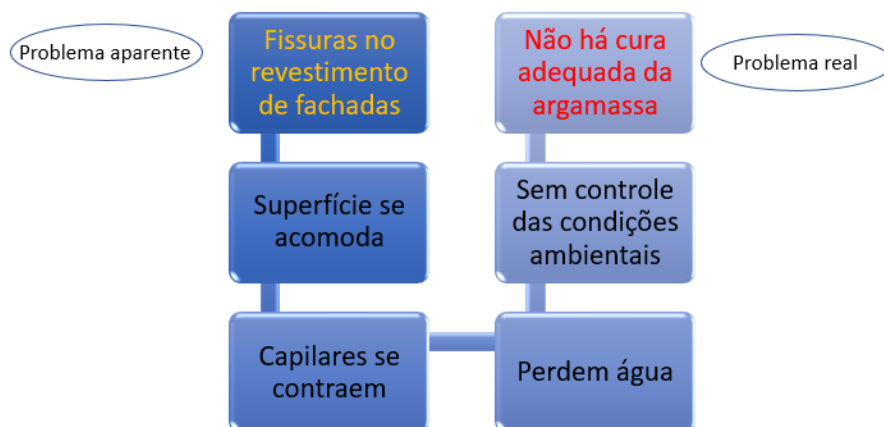 Problema aparente
Fissuras no
revestimento
de fachadas
Superfície se
acomoda
Capilares se
contraem
Perdem água
Sem controle
das condições
ambientais
Não há cura
adequada da
argamassa
Problema real